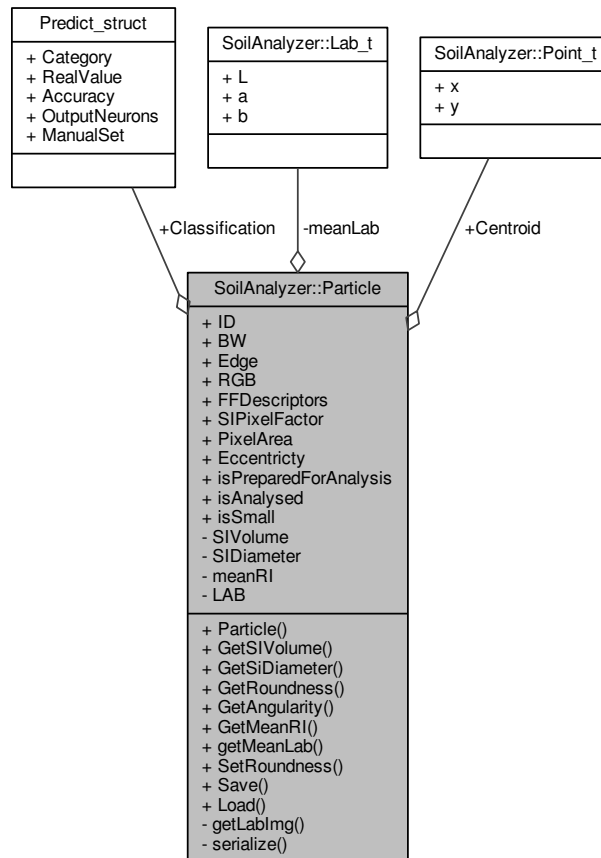 Predict_struct
+ Category
+ RealValue
+ Accuracy
+ OutputNeurons
+ ManualSet
SoilAnalyzer::Lab_t
+ L
+ a
+ b
SoilAnalyzer::Point_t
+ x
+ y
+Classification
-meanLab
+Centroid
SoilAnalyzer::Particle
+ ID
+ BW
+ Edge
+ RGB
+ FFDescriptors
+ SIPixelFactor
+ PixelArea
+ Eccentricty
+ isPreparedForAnalysis
+ isAnalysed
+ isSmall
- SIVolume
- SIDiameter
- meanRI
- LAB
+ Particle()
+ GetSIVolume()
+ GetSiDiameter()
+ GetRoundness()
+ GetAngularity()
+ GetMeanRI()
+ getMeanLab()
+ SetRoundness()
+ Save()
+ Load()
- getLabImg()
- serialize()